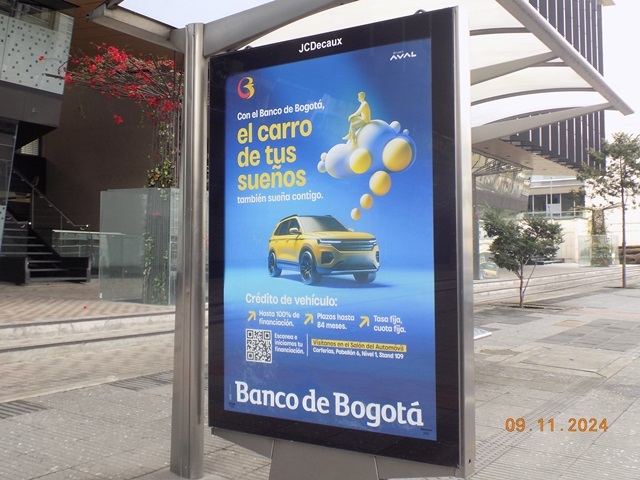 JCDecaux
GRUPO
AVAL
Con el Banco de Bogotá,
el carro
de tus
sueños
también sueña contigo.
Crédito de vehículo:
Hasta 100% de
financiación.
Plazos hasta
84 meses.
Tasa fija,
cuota fija.
Escanea e
iniciemos tu
financiación.
Visítanos en el Salón del Automóvil
Corferias, Pabellón 6, Nivel 1, Stand 109
Banco de Bogotá
09.11.2024